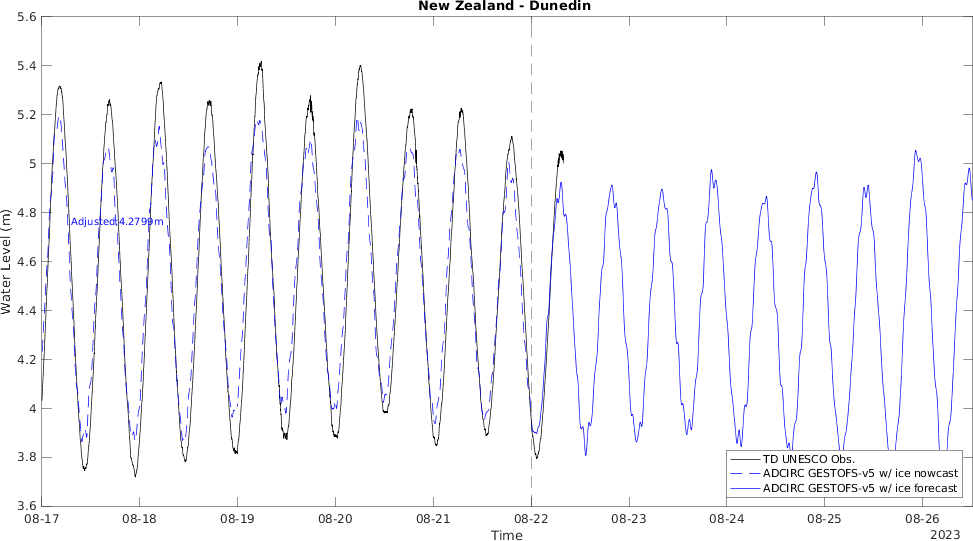 New Zealand - Dunedin
5.6
5.4
5.2
5
4.8
4.6
4.4
4.2
4
3.8
3.6
Water Level (m)
Adjusted:4.2799m
TD UNESCO Obs.
ADCIRC GESTOFS-v5 w/ ice nowcast
ADCIRC GESTOFS-v5 w/ ice forecast
08-17 08-18 08-19 08-20 08-21 08-22 08-23 08-24 08-25 08-26
Time
2023